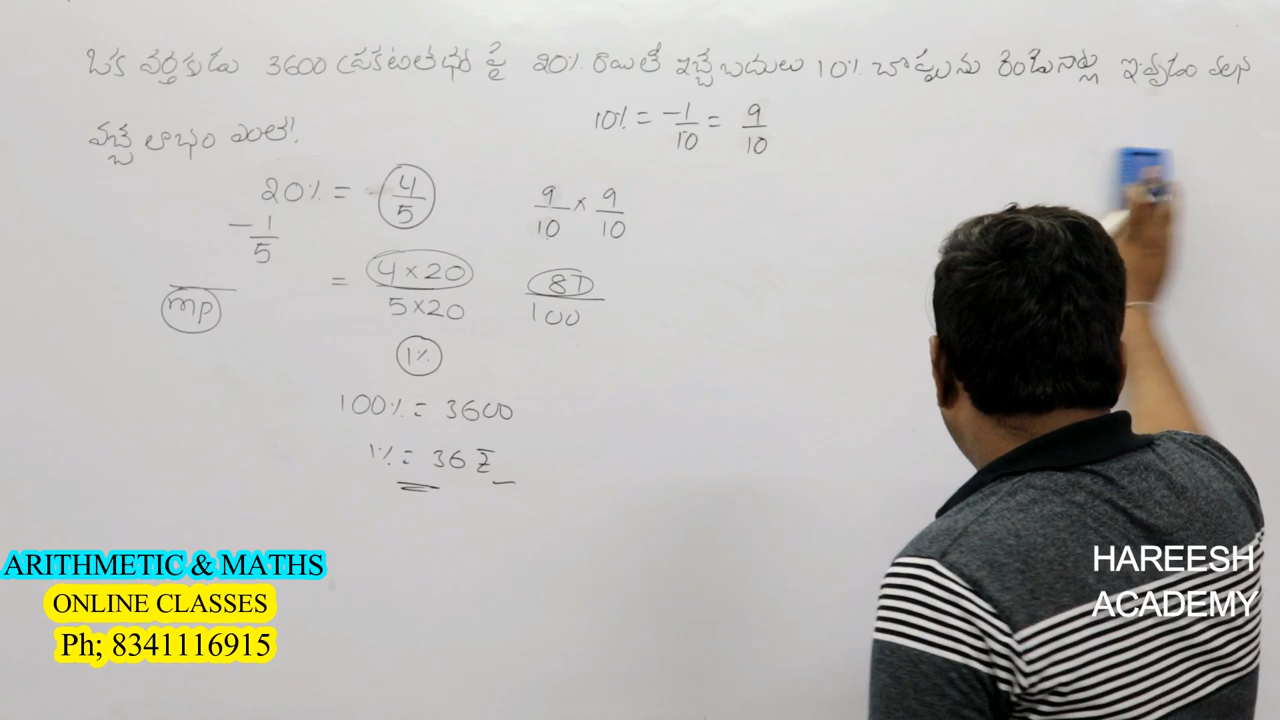 ఒక వర్తకుడు 3600 ప్రకటితధర పై 20% రాయితీ ఇచ్చేబదులు 10% చొప్పును రెండుసార్లు ఇవ్వడం వలన
వచ్చే లాభం ఎంత?
10% = -1/10 = 9/10
20% = 4/5
-1/5
9/10 × 9/10
= 4×20/5×20
81/100
mp
1%
100% = 3600
1% = 36 ₹
ARITHMETIC & MATHS
ONLINE CLASSES
Ph; 8341116915
HAREESH
ACADEMY